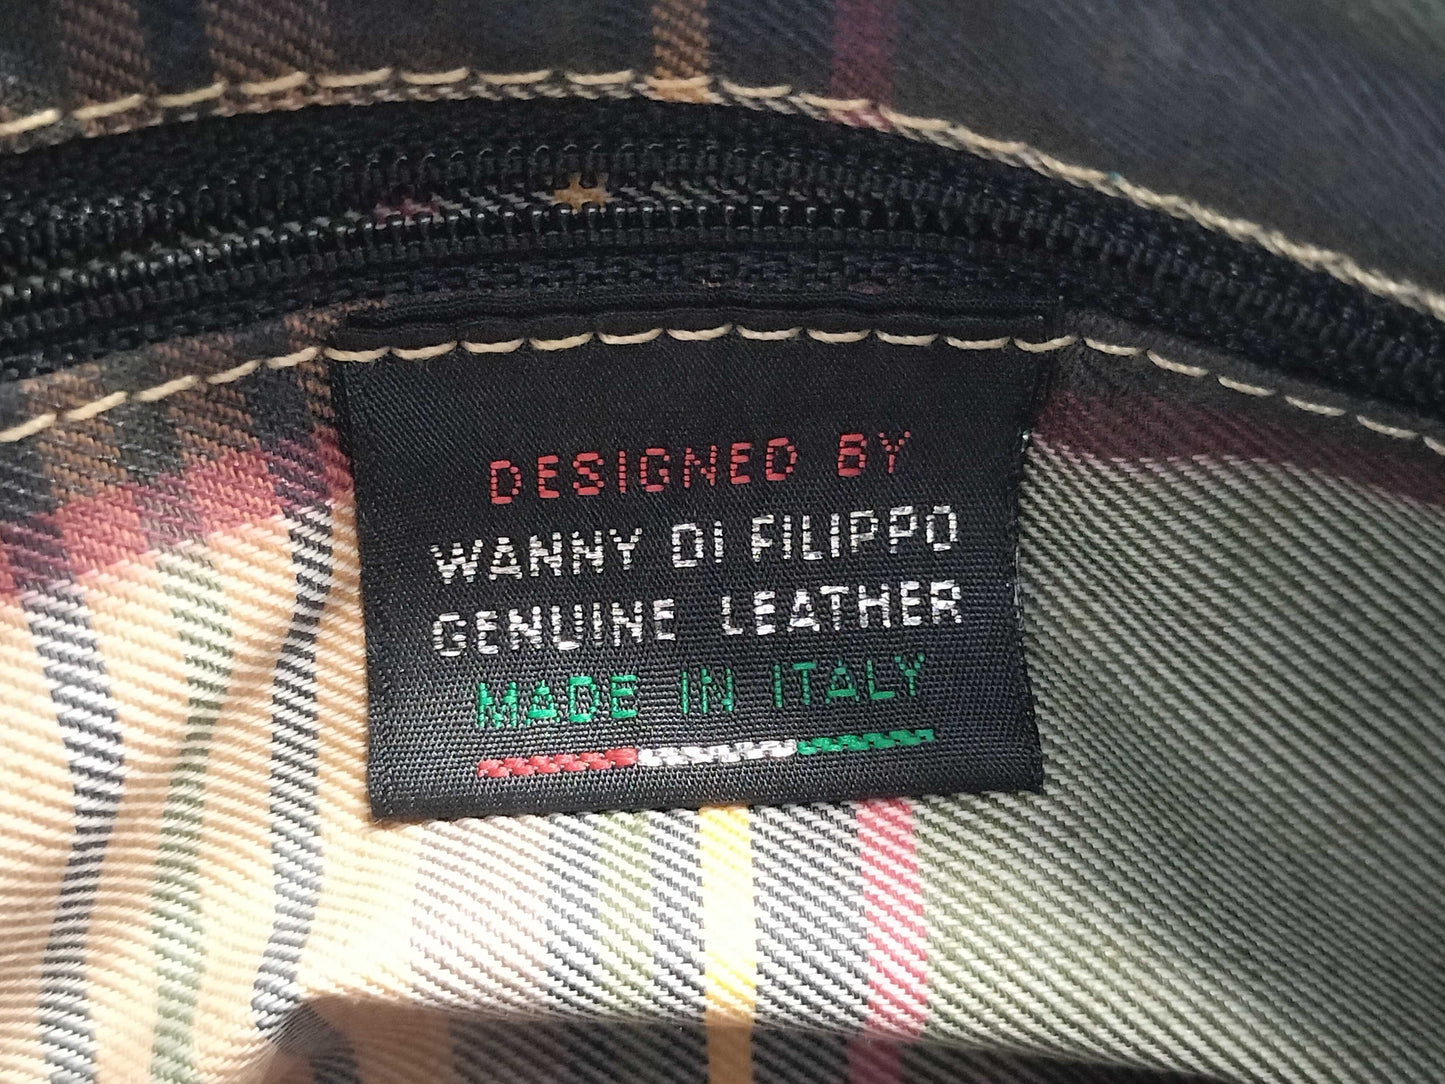 DESIGNED BY
WANNY DI FILIPPO
GENUINE LEATHER
MADE IN ITALY